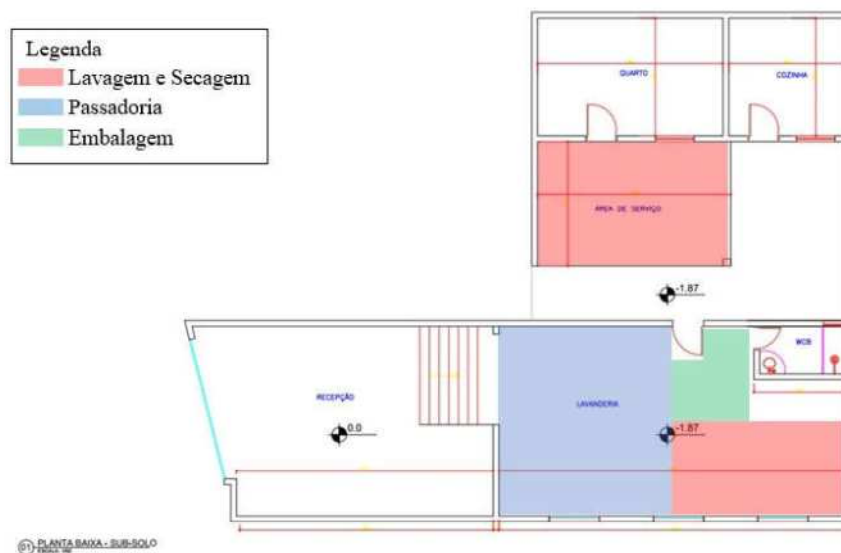 Legenda
Lavagem e Secagem
Passadoria
Embalagem
QUARTO
COZINHA
ÁREA DE SERVIÇO
-1.87
WCB
RECEPÇÃO
LAVANDERIA
0.0
-1.87
01 PLANTA BAIXA - SUB-SOLO